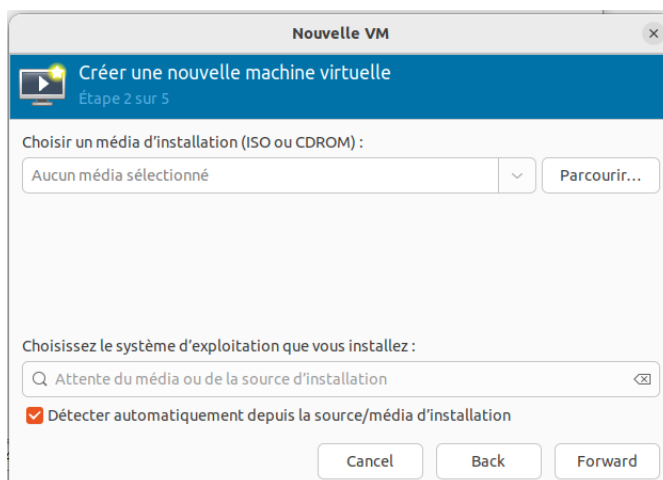 Nouvelle VM
Créer une nouvelle machine virtuelle
Étape 2 sur 5
Choisir un média d'installation (ISO ou CDROM) :
Aucun média sélectionné
Parcourir…
Choisissez le système d'exploitation que vous installez :
Attente du média ou de la source d'installation
Détecter automatiquement depuis la source/média d'installation
Cancel Back Forward